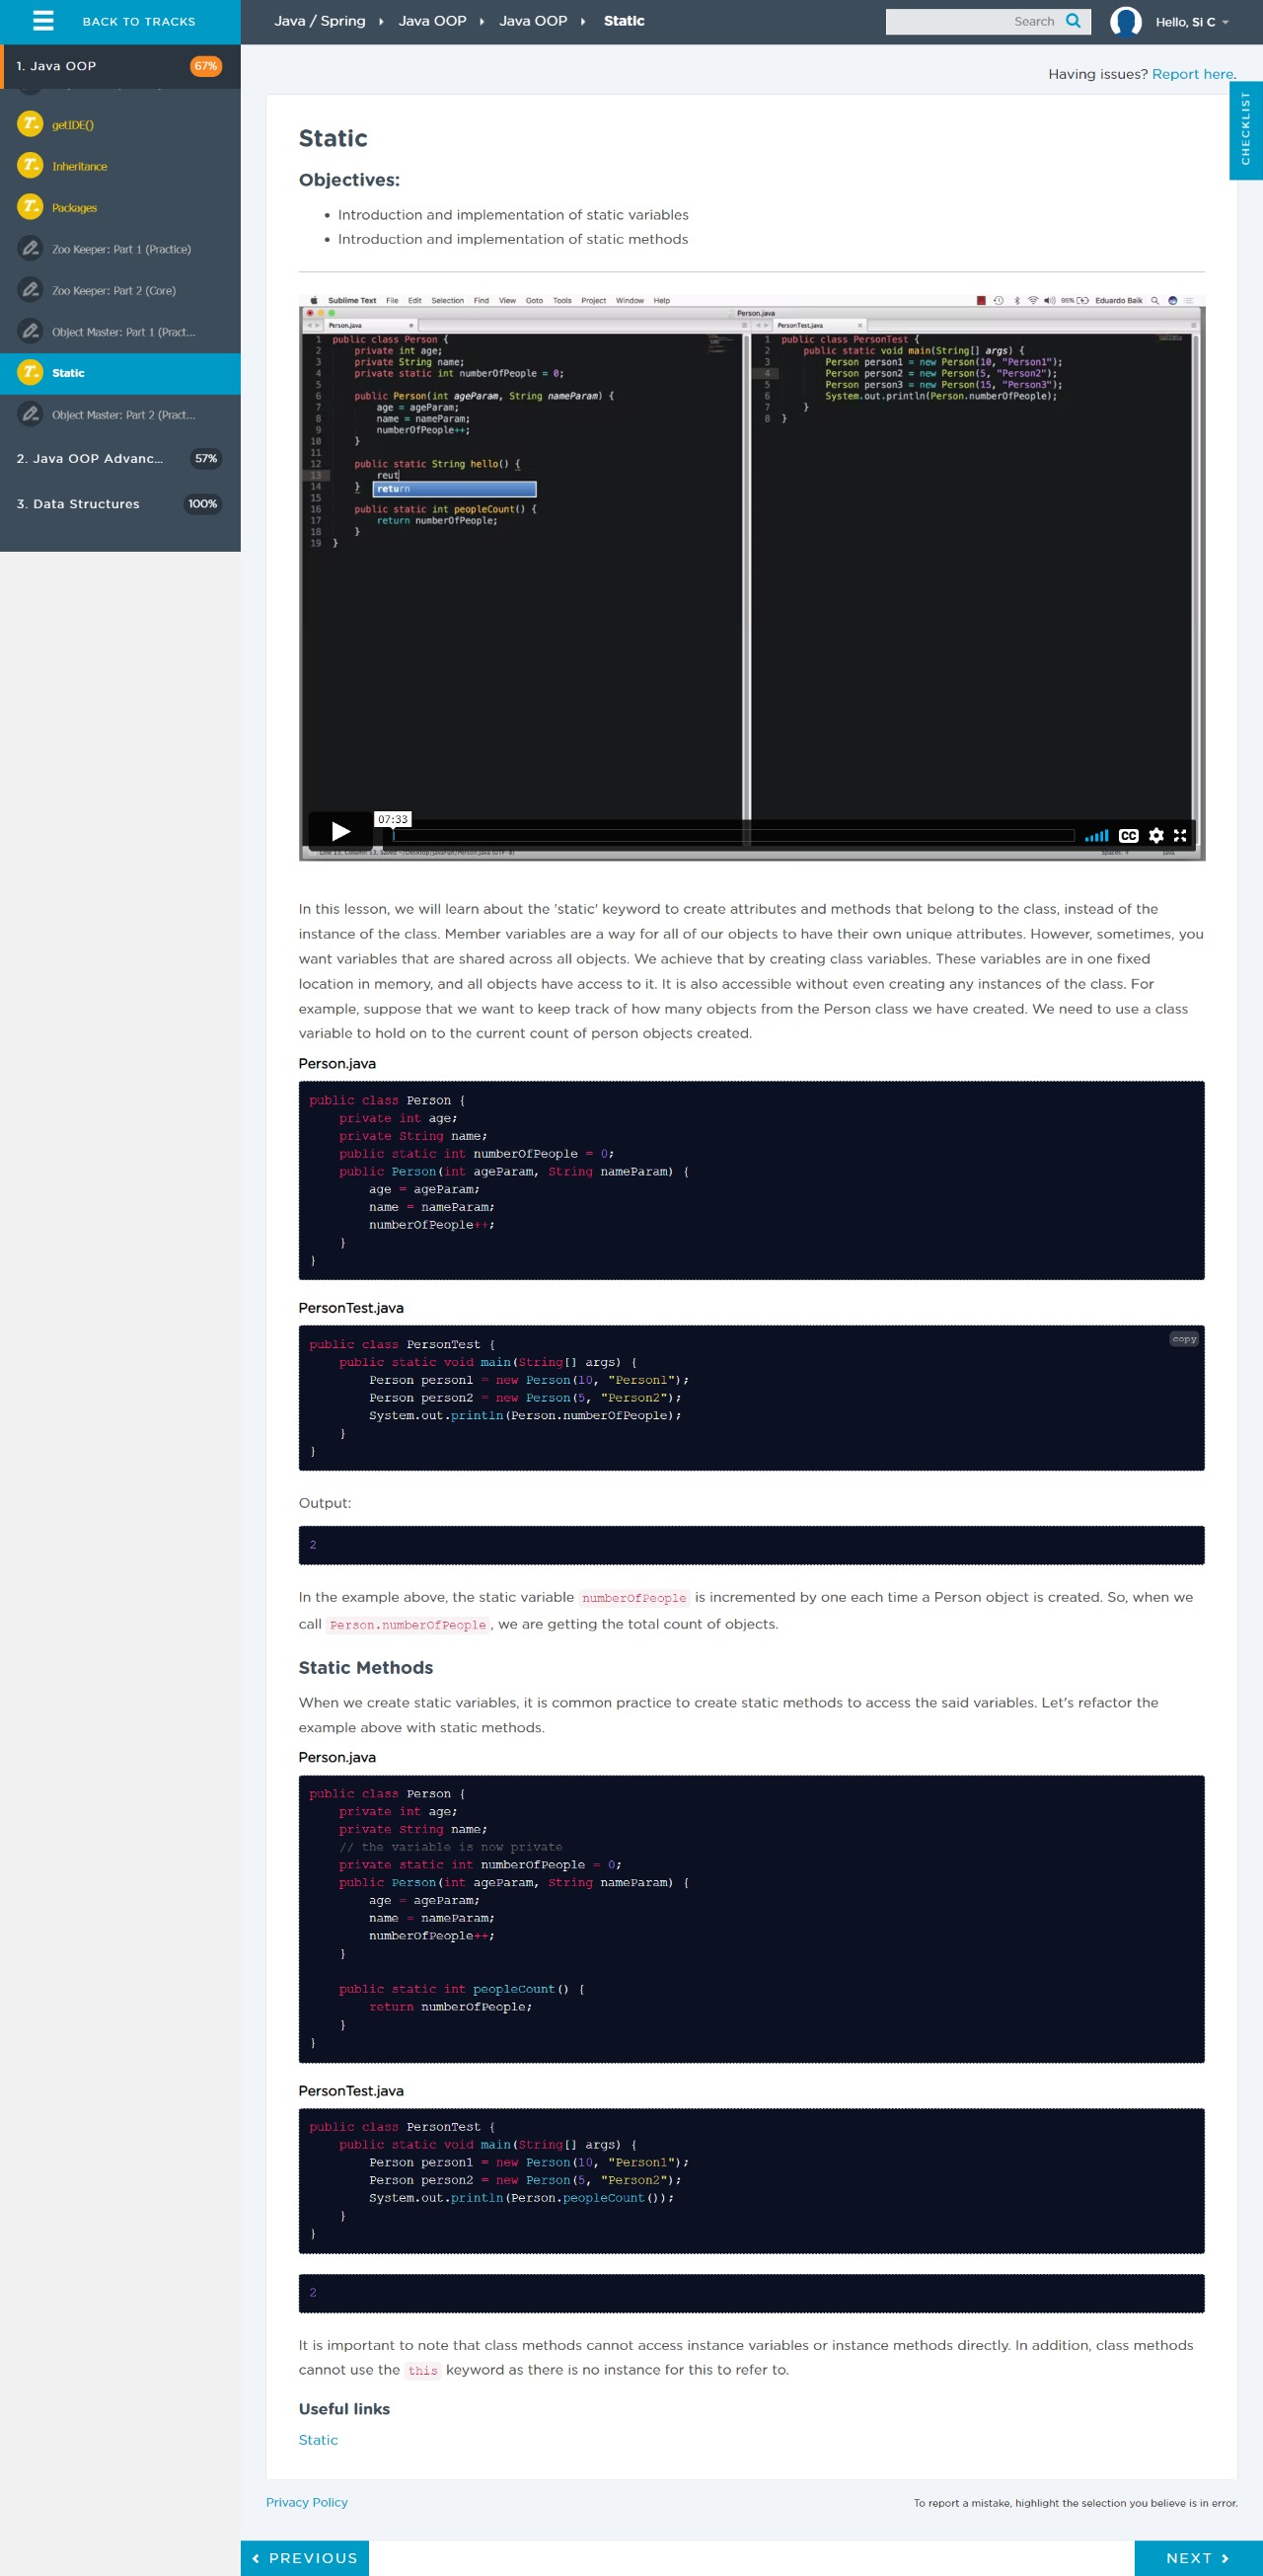 BACK TO TRACKS
Java / Spring Java OOP Java OOP Static
Search
Hello, Si C
1. Java OOP 67%
getIDE()
Inheritance
Packages
Zoo Keeper: Part 1 (Practice)
Zoo Keeper: Part 2 (Core)
Object Master: Part 1 (Pract...
Static
Object Master: Part 2 (Pract...
2. Java OOP Advanc... 57%
3. Data Structures 100%
Having issues? Report here.
CHECKLIST
Static
Objectives:
• Introduction and implementation of static variables
• Introduction and implementation of static methods
Sublime Text File Edit Selection Find View Goto Tools Project Window Help 95% Eduardo Baik
Person.java
Person.java
PersonTest.java
1 public class Person {
2 private int age;
3 private String name;
4 private static int numberOfPeople = 0;
5
6 public Person(int ageParam, String nameParam) {
7 age = ageParam;
8 name = nameParam;
9 numberOfPeople++;
10 }
11
12 public static String hello() {
13 reut
14 }
return
15
16 public static int peopleCount() {
17 return numberOfPeople;
18 }
19 }
1 public class PersonTest {
2 public static void main(String[] args) {
3 Person person1 = new Person(10, "Person1");
4 Person person2 = new Person(5, "Person2");
5 Person person3 = new Person(15, "Person3");
6 System.out.println(Person.numberOfPeople);
7 }
8 }
07:33
CC
In this lesson, we will learn about the 'static' keyword to create attributes and methods that belong to the class, instead of the
instance of the class. Member variables are a way for all of our objects to have their own unique attributes. However, sometimes, you
want variables that are shared across all objects. We achieve that by creating class variables. These variables are in one fixed
location in memory, and all objects have access to it. It is also accessible without even creating any instances of the class. For
example, suppose that we want to keep track of how many objects from the Person class we have created. We need to use a class
variable to hold on to the current count of person objects created.
Person.java
public class Person {
private int age;
private String name;
public static int numberOfPeople = 0;
public Person(int ageParam, String nameParam) {
age = ageParam;
name = nameParam;
numberOfPeople++;
}
}
PersonTest.java
copy
public class PersonTest {
public static void main(String[] args) {
Person person1 = new Person(10, "Person1");
Person person2 = new Person(5, "Person2");
System.out.println(Person.numberOfPeople);
}
}
Output:
2
In the example above, the static variable numberOfPeople is incremented by one each time a Person object is created. So, when we
call Person.numberOfPeople , we are getting the total count of objects.
Static Methods
When we create static variables, it is common practice to create static methods to access the said variables. Let's refactor the
example above with static methods.
Person.java
public class Person {
private int age;
private String name;
// the variable is now private
private static int numberOfPeople = 0;
public Person(int ageParam, String nameParam) {
age = ageParam;
name = nameParam;
numberOfPeople++;
}
public static int peopleCount() {
return numberOfPeople;
}
}
PersonTest.java
public class PersonTest {
public static void main(String[] args) {
Person person1 = new Person(10, "Person1");
Person person2 = new Person(5, "Person2");
System.out.println(Person.peopleCount());
}
}
2
It is important to note that class methods cannot access instance variables or instance methods directly. In addition, class methods
cannot use the this keyword as there is no instance for this to refer to.
Useful links
Static
Privacy Policy
To report a mistake, highlight the selection you believe is in error.
PREVIOUS
NEXT